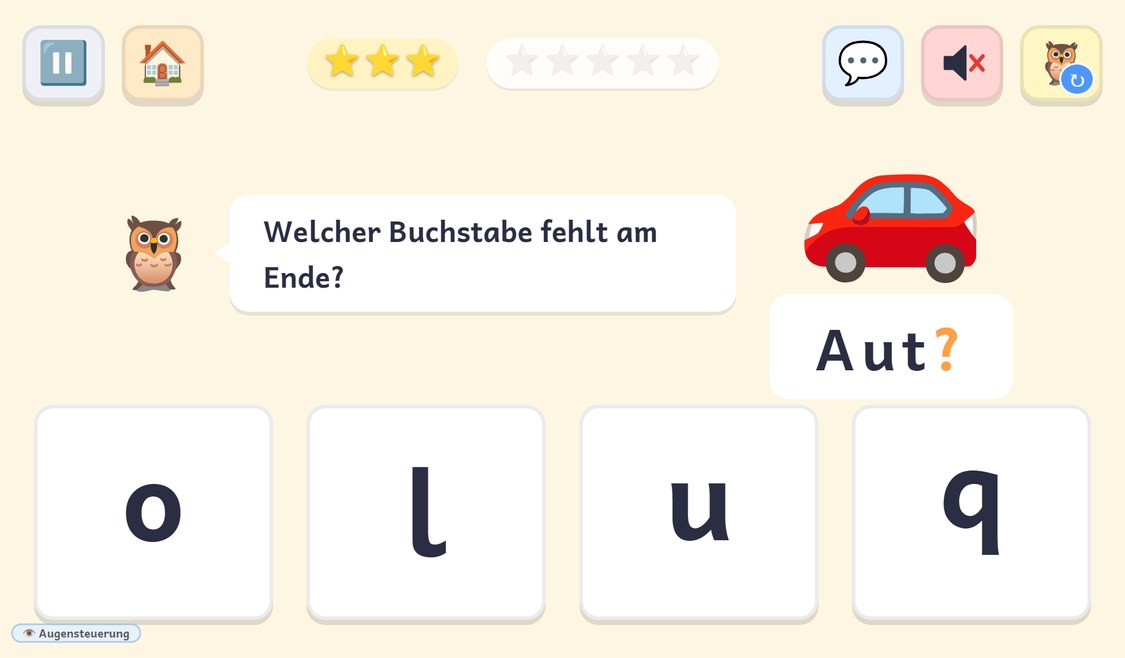 Welcher Buchstabe fehlt am
Ende?
Aut?
o l u q
Augensteuerung